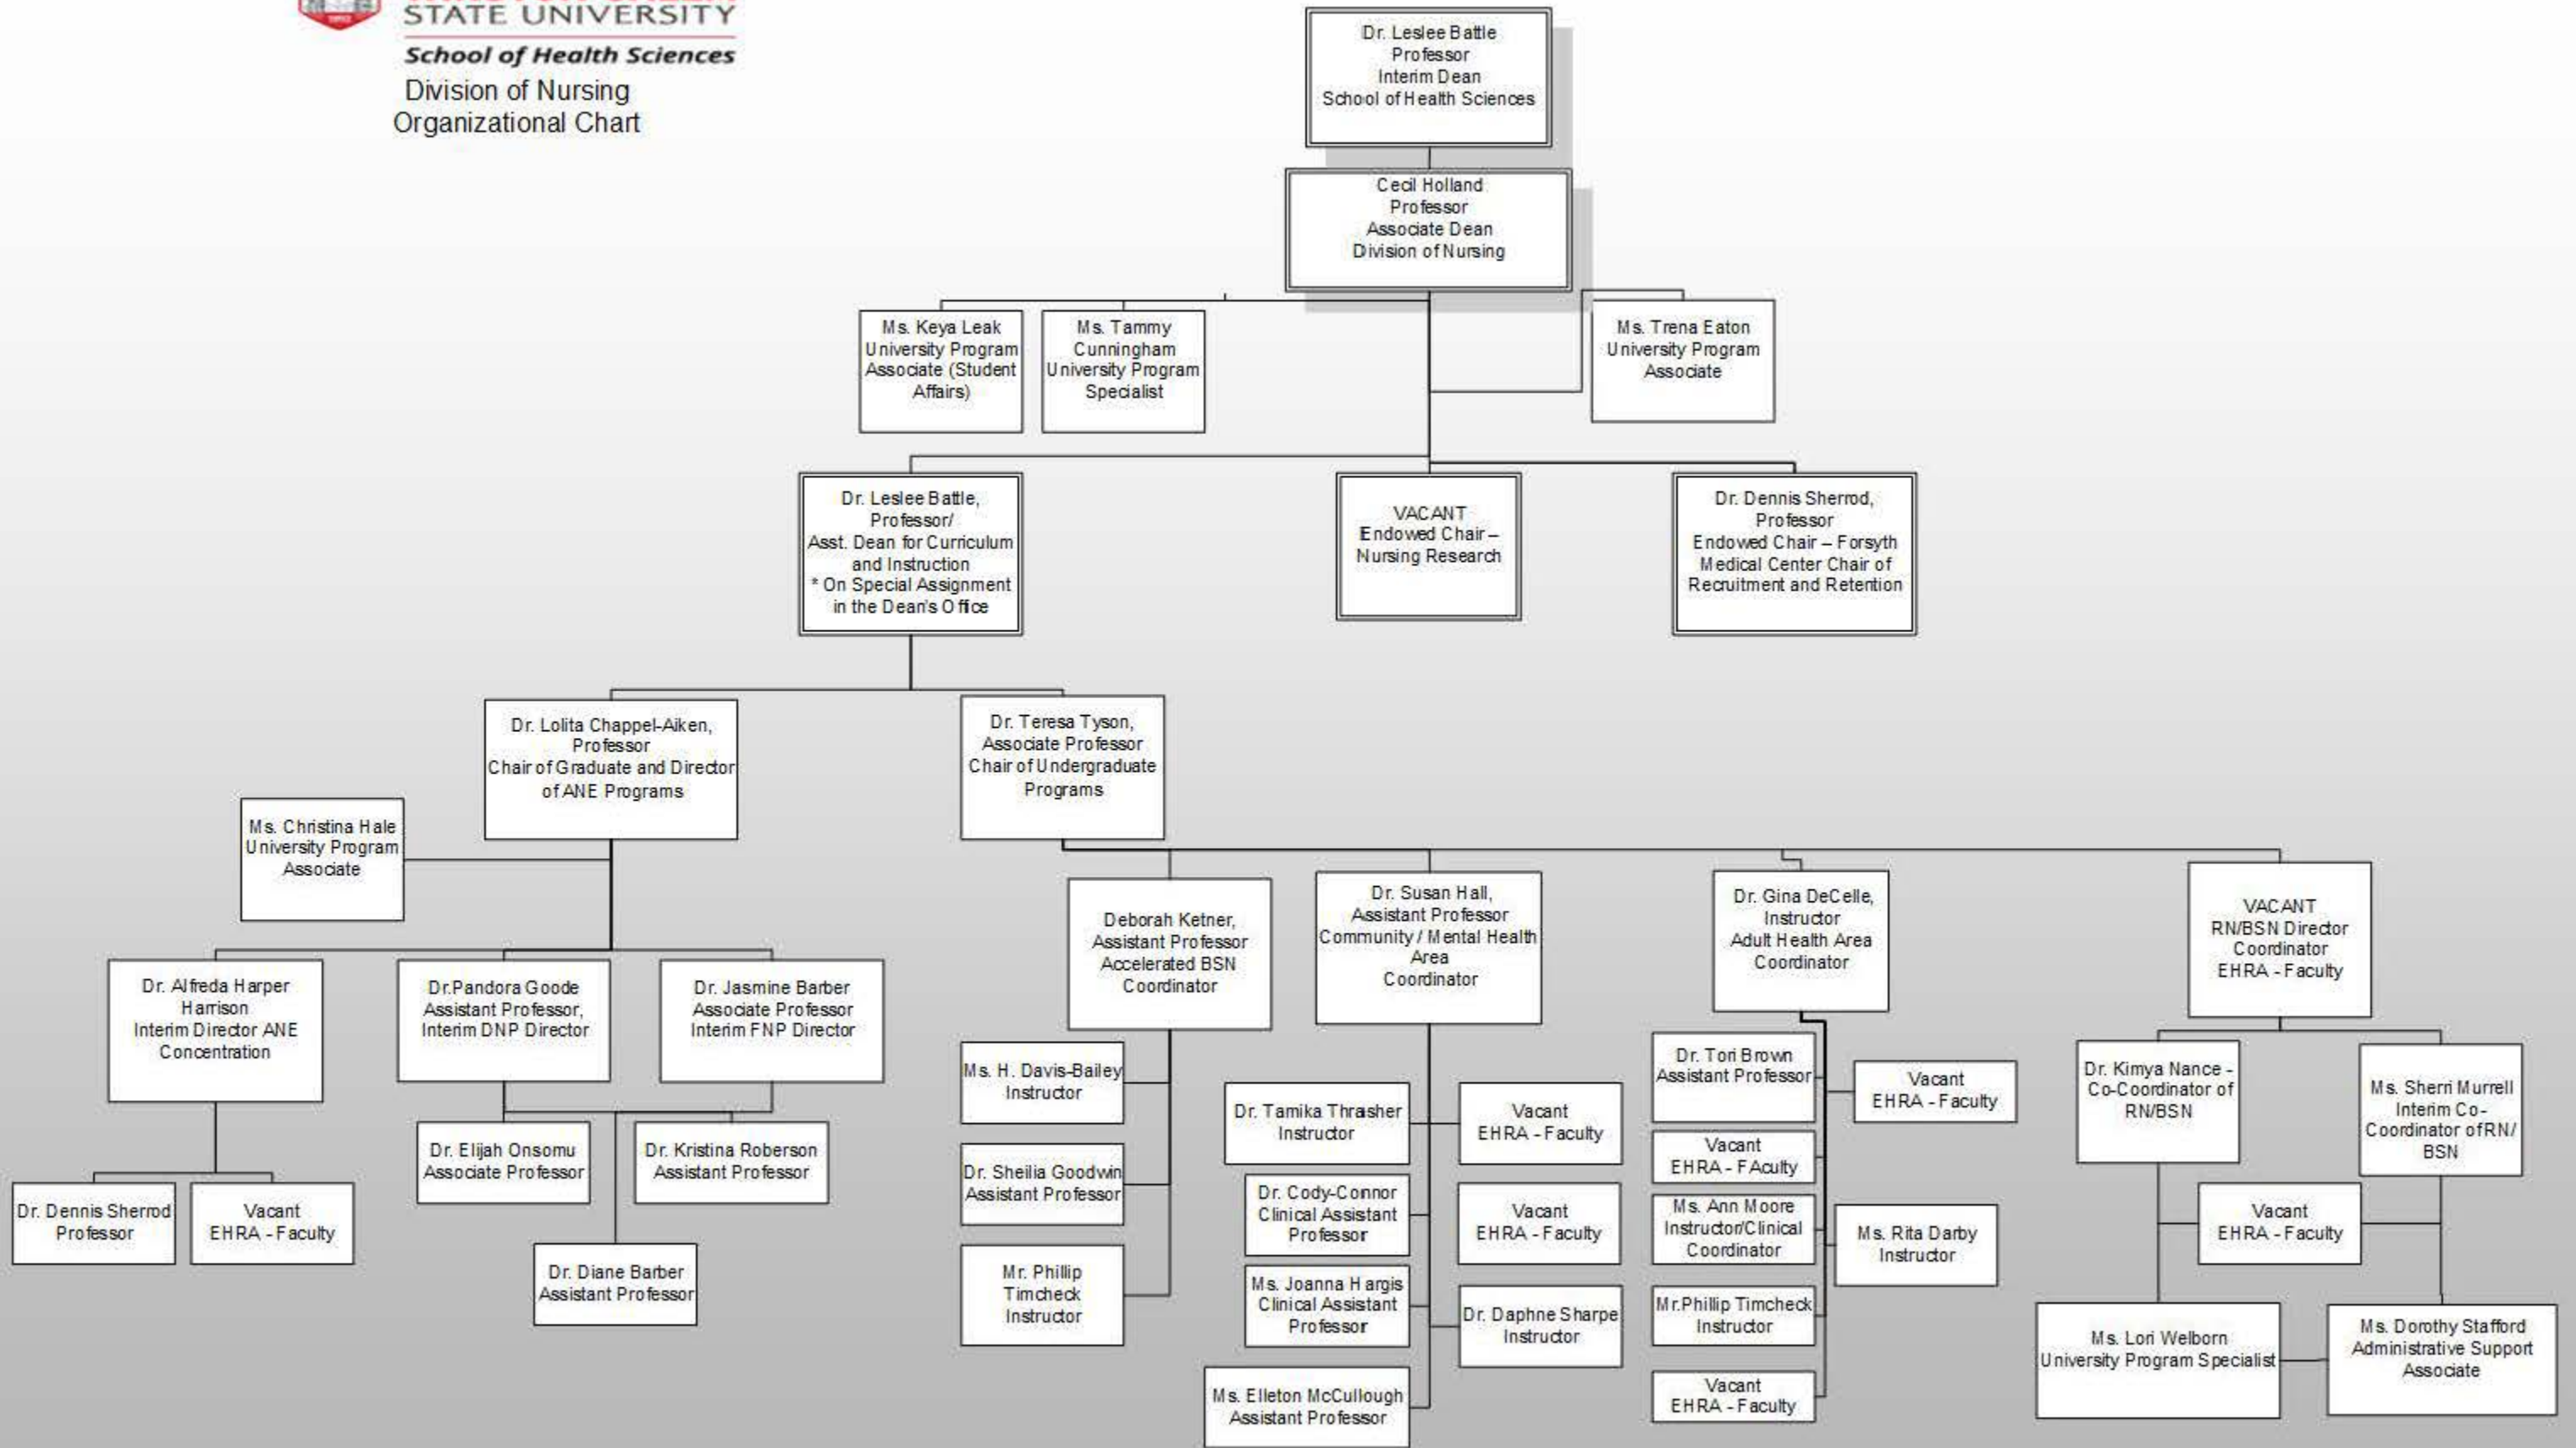 STATE UNIVERSITY
School of Health Sciences
Division of Nursing
Organizational Chart
Dr. Leslee Battle
Professor
Interim Dean
School of Health Sciences
Cecil Holland
Professor
Associate Dean
Division of Nursing
Ms. Keya Leak
University Program
Associate (Student
Affairs)
Ms. Tammy
Cunningham
University Program
Specialist
Ms. Trena Eaton
University Program
Associate
Dr. Leslee Battle,
Professor/
Asst. Dean for Curriculum
and Instruction
* On Special Assignment
in the Dean's Office
VACANT
Endowed Chair –
Nursing Research
Dr. Dennis Sherrod,
Professor
Endowed Chair – Forsyth
Medical Center Chair of
Recruitment and Retention
Dr. Lolita Chappel-Aiken,
Professor
Chair of Graduate and Director
of ANE Programs
Dr. Teresa Tyson,
Associate Professor
Chair of Undergraduate
Programs
Ms. Christina Hale
University Program
Associate
Dr. Alfreda Harper
Harrison
Interim Director ANE
Concentration
Dr.Pandora Goode
Assistant Professor,
Interim DNP Director
Dr. Jasmine Barber
Associate Professor
Interim FNP Director
Dr. Dennis Sherrod
Professor
Vacant
EHRA - Faculty
Dr. Elijah Onsomu
Associate Professor
Dr. Kristina Roberson
Assistant Professor
Dr. Diane Barber
Assistant Professor
Deborah Ketner,
Assistant Professor
Accelerated BSN
Coordinator
Ms. H. Davis-Bailey
Instructor
Dr. Sheilia Goodwin
Assistant Professor
Mr. Phillip
Timcheck
Instructor
Dr. Susan Hall,
Assistant Professor
Community / Mental Health
Area
Coordinator
Dr. Tamika Thrasher
Instructor
Vacant
EHRA - Faculty
Dr. Cody-Connor
Clinical Assistant
Professor
Vacant
EHRA - Faculty
Ms. Joanna Hargis
Clinical Assistant
Professor
Dr. Daphne Sharpe
Instructor
Ms. Elleton McCullough
Assistant Professor
Dr. Gina DeCelle,
Instructor
Adult Health Area
Coordinator
Dr. Tori Brown
Assistant Professor
Vacant
EHRA - Faculty
Vacant
EHRA - FAculty
Ms. Ann Moore
Instructor/Clinical
Coordinator
Ms. Rita Darby
Instructor
Mr.Phillip Timcheck
Instructor
Vacant
EHRA - Faculty
VACANT
RN/BSN Director
Coordinator
EHRA - Faculty
Dr. Kimya Nance -
Co-Coordinator of
RN/BSN
Ms. Sherri Murrell
Interim Co-
Coordinator of RN/
BSN
Vacant
EHRA - Faculty
Ms. Lori Welborn
University Program Specialist
Ms. Dorothy Stafford
Administrative Support
Associate